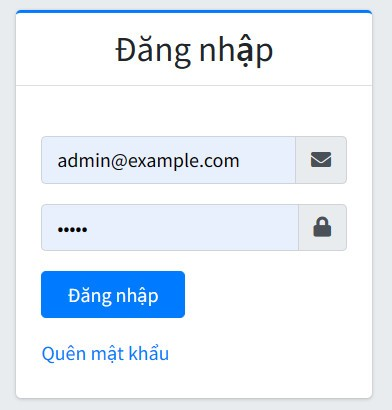 Đăng nhập
admin@example.com
•••••
Đăng nhập
Quên mật khẩu